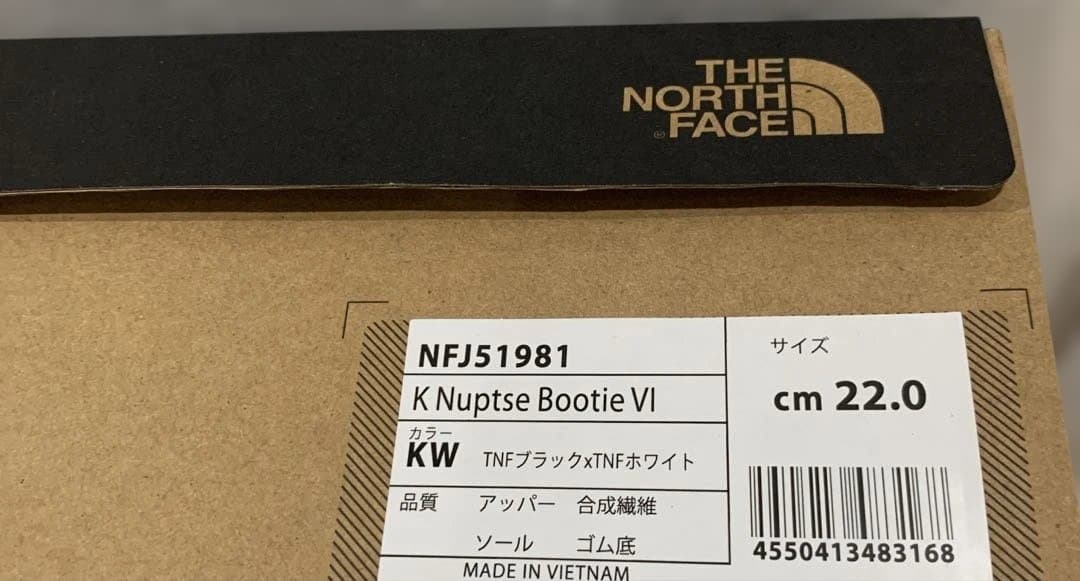 THE
NORTH
® FACE
NFJ51981
K Nuptse Bootie VI
カラー
KW TNFブラックxTNFホワイト
品質 アッパー 合成繊維
ソール ゴム底
MADE IN VIETNAM
サイズ
cm 22.0
4550413483168